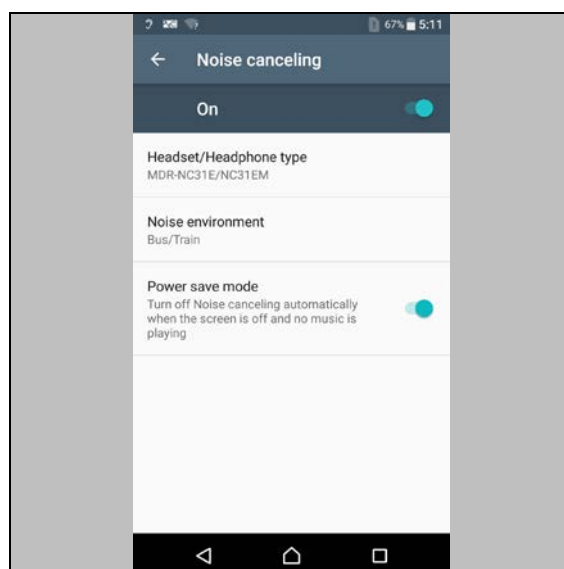 67% 5:11
Noise canceling
On
Headset/Headphone type
MDR-NC31E/NC31EM
Noise environment
Bus/Train
Power save mode
Turn off Noise canceling automatically
when the screen is off and no music is
playing